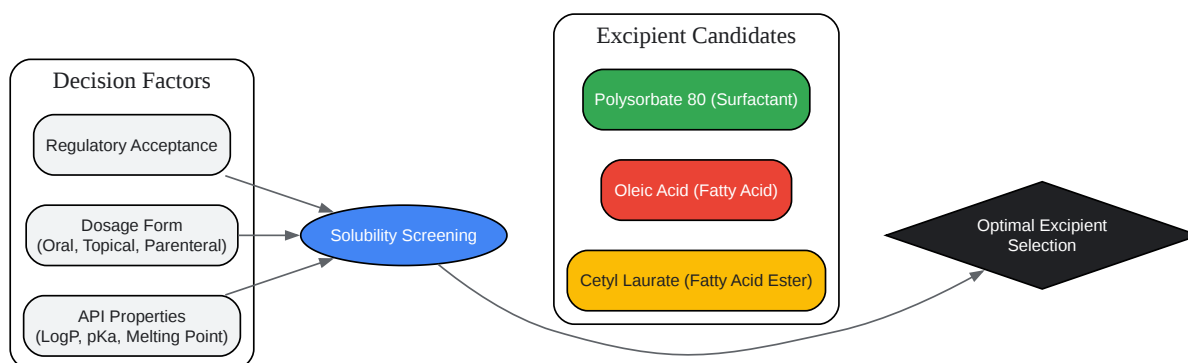 Decision Factors
Regulatory Acceptance
Dosage Form
(Oral, Topical, Parenteral)
API Properties
(LogP, pKa, Melting Point)
Solubility Screening
Excipient Candidates
Polysorbate 80 (Surfactant)
Oleic Acid (Fatty Acid)
Cetyl Laurate (Fatty Acid Ester)
Optimal Excipient
Selection